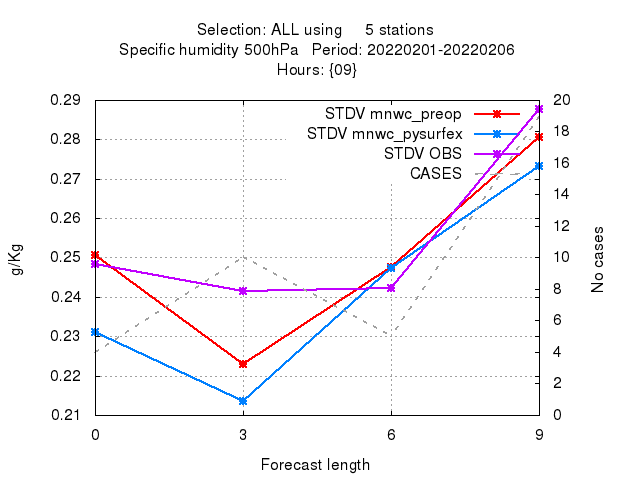 Selection: ALL using 5 stations
Specific humidity 500hPa Period: 20220201-20220206
Hours: {09}
STDV mnwc_preop
STDV mnwc_pysurfex
STDV OBS
CASES
g/Kg
0.29
0.28
0.27
0.26
0.25
0.24
0.23
0.22
0.21
20
18
16
14
12
10
8
6
4
2
0
No cases
0 3 6 9
Forecast length